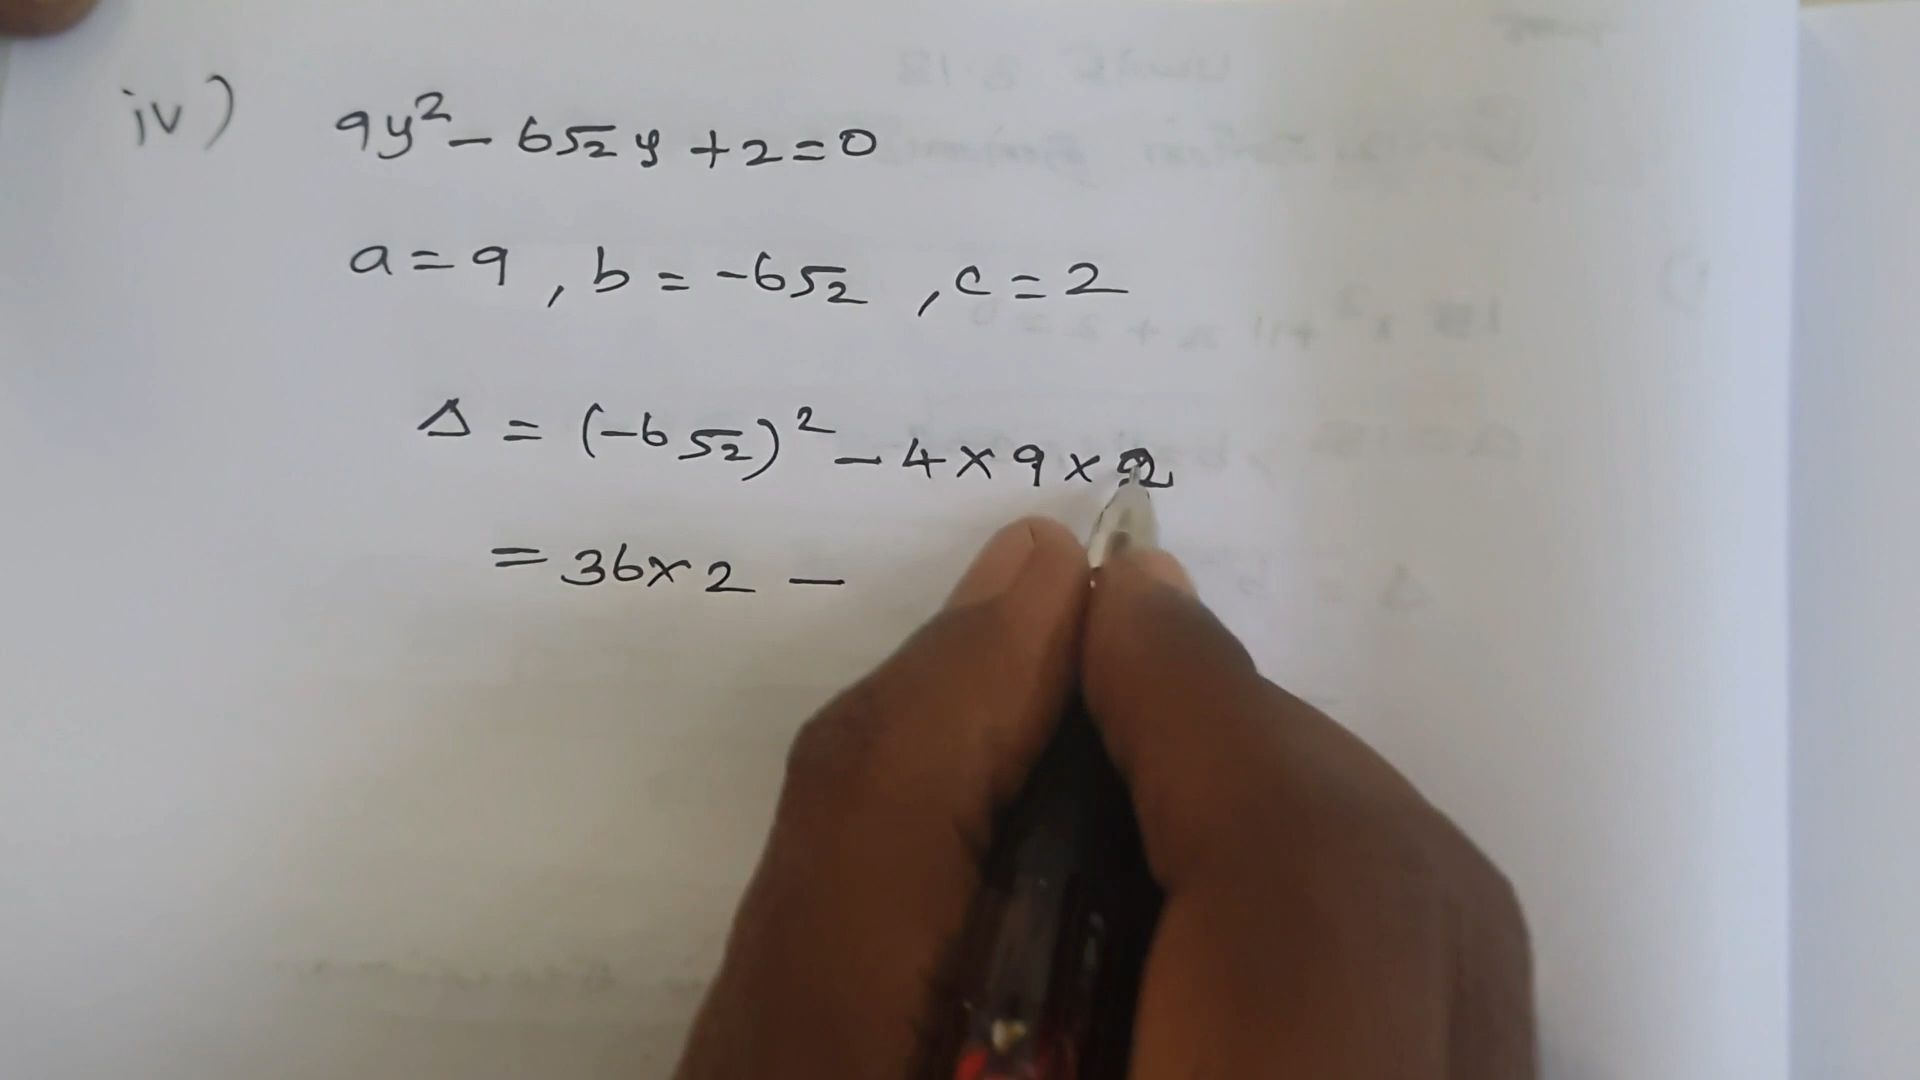 iv) 9y² - 6√2 y + 2 = 0
a = 9 , b = -6√2 , c = 2
Δ = (-6√2)² - 4 × 9 × 2
= 36 × 2 -